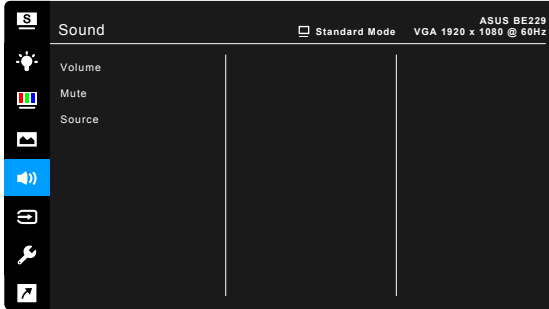 S
Sound
Standard Mode
ASUS BE229
VGA 1920 x 1080 @ 60Hz
Volume
Mute
Source